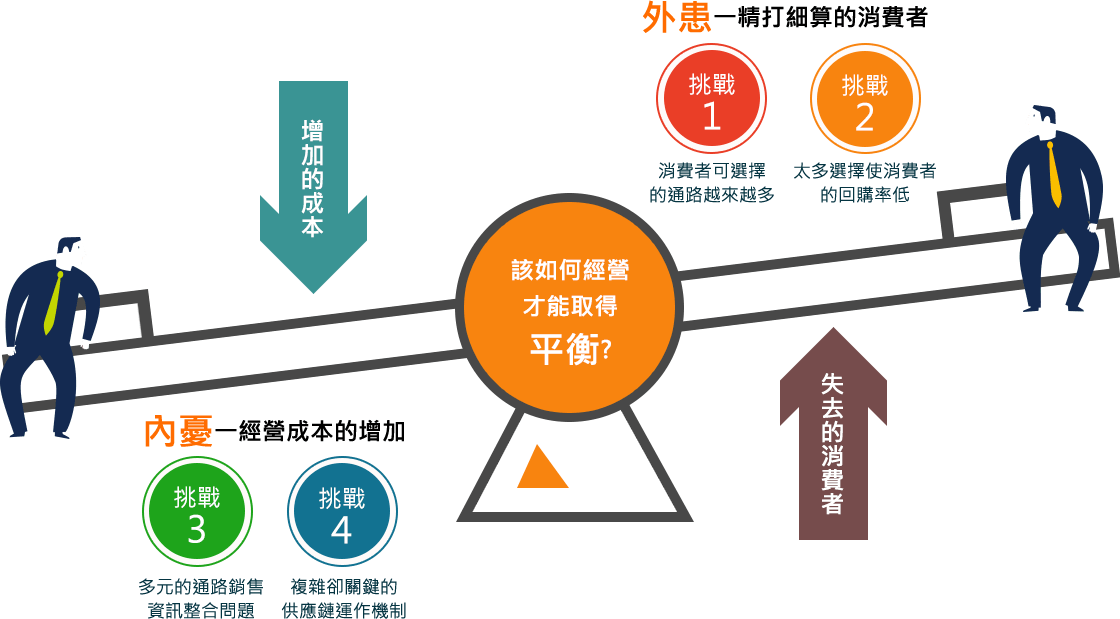 外患—精打細算的消費者
挑戰
1
消費者可選擇
的通路越來越多
挑戰
2
太多選擇使消費者
的回購率低
增加的成本
該如何經營
才能取得
平衡?
失去的消費者
內憂—經營成本的增加
挑戰
3
多元的通路銷售
資訊整合問題
挑戰
4
複雜卻關鍵的
供應鏈運作機制